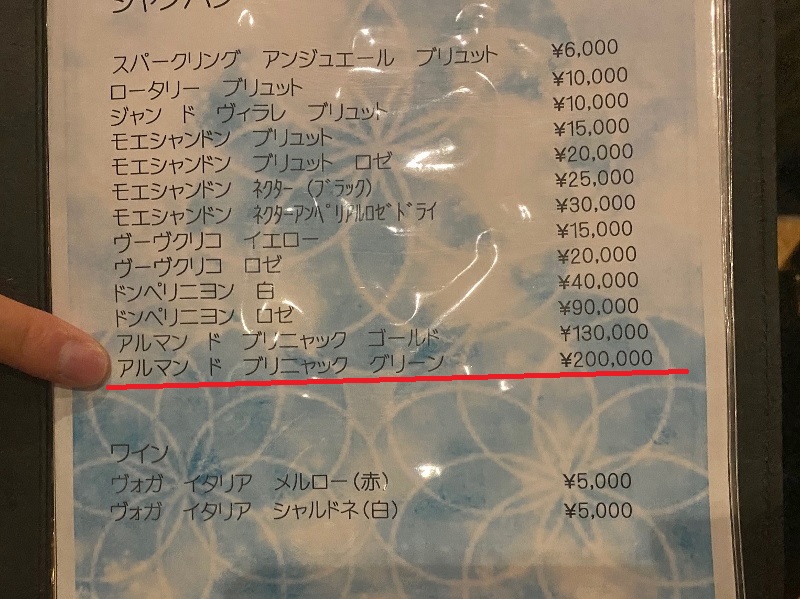 シャンパン
スパークリング　アンジュエール　ブリュット　¥6,000
ロータリー　ブリュット　¥10,000
ジャン　ド　ヴィラレ　ブリュット　¥10,000
モエシャンドン　ブリュット　¥15,000
モエシャンドン　ブリュット　ロゼ　¥20,000
モエシャンドン　ﾈｸﾀｰ（ﾌﾞﾗｯｸ）　¥25,000
モエシャンドン　ﾈｸﾀｰｱﾝﾍﾟﾘｱﾙﾛｾﾞﾄﾞﾗｲ　¥30,000
ヴーヴクリコ　イエロー　¥15,000
ヴーヴクリコ　ロゼ　¥20,000
ドンペリニヨン　白　¥40,000
ドンペリニヨン　ロゼ　¥90,000
アルマン　ド　ブリニャック　ゴールド　¥130,000
アルマン　ド　ブリニャック　グリーン　¥200,000
ワイン
ヴォガ　イタリア　メルロー（赤）　¥5,000
ヴォガ　イタリア　シャルドネ（白）　¥5,000